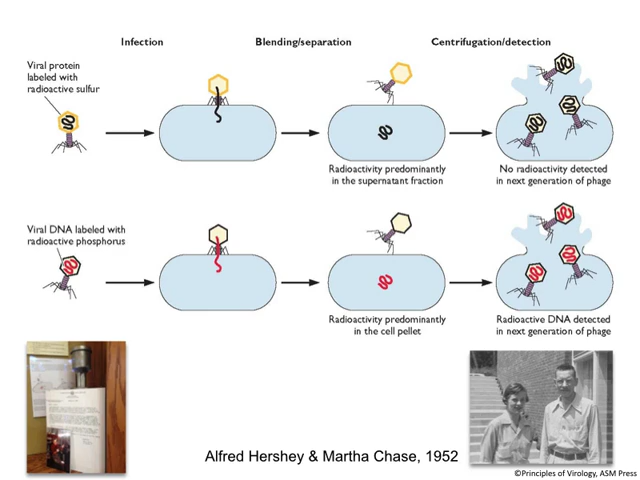 Infection
Blending/separation
Centrifugation/detection
Viral protein
labeled with
radioactive sulfur
Radioactivity predominantly
in the supernatant fraction
No radioactivity detected
in next generation of phage
Viral DNA labeled with
radioactive phosphorus
Radioactivity predominantly
in the cell pellet
Radioactive DNA detected
in next generation of phage
Alfred Hershey & Martha Chase, 1952
©Principles of Virology, ASM Press